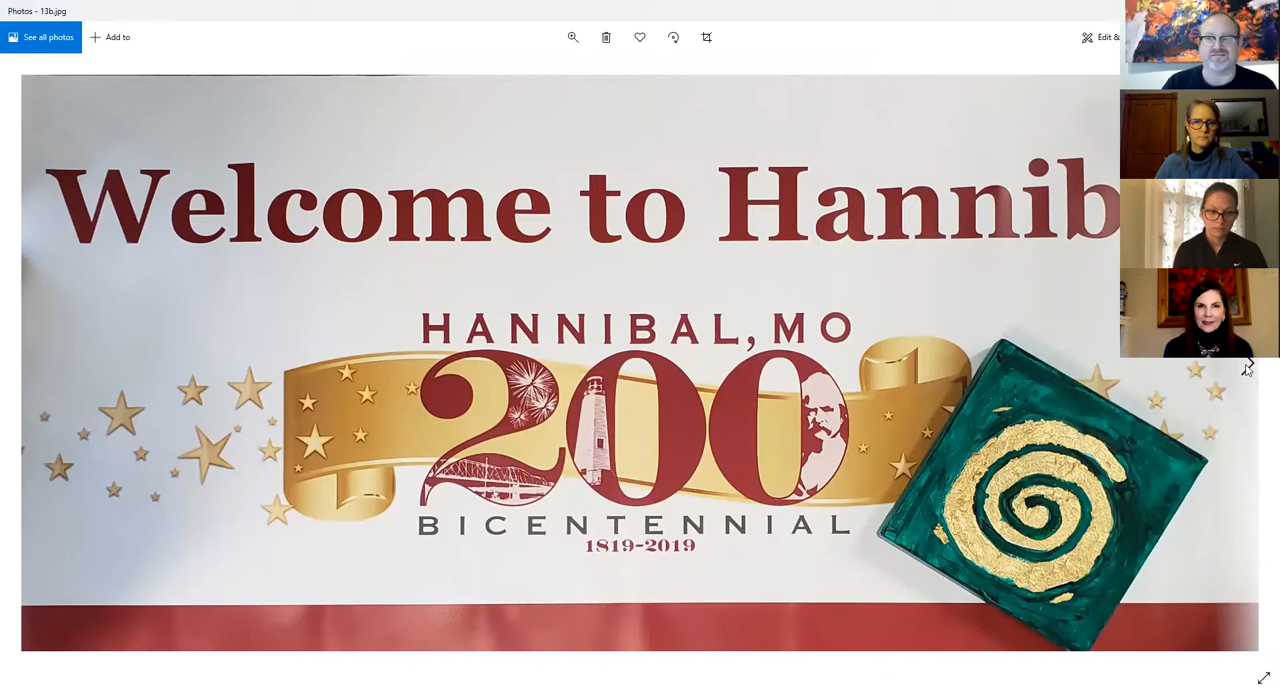 Photos - 13b.jpg
See all photos
Add to
Edit &
Welcome to Hannib
HANNIBAL, MO
200
BICENTENNIAL
1819-2019